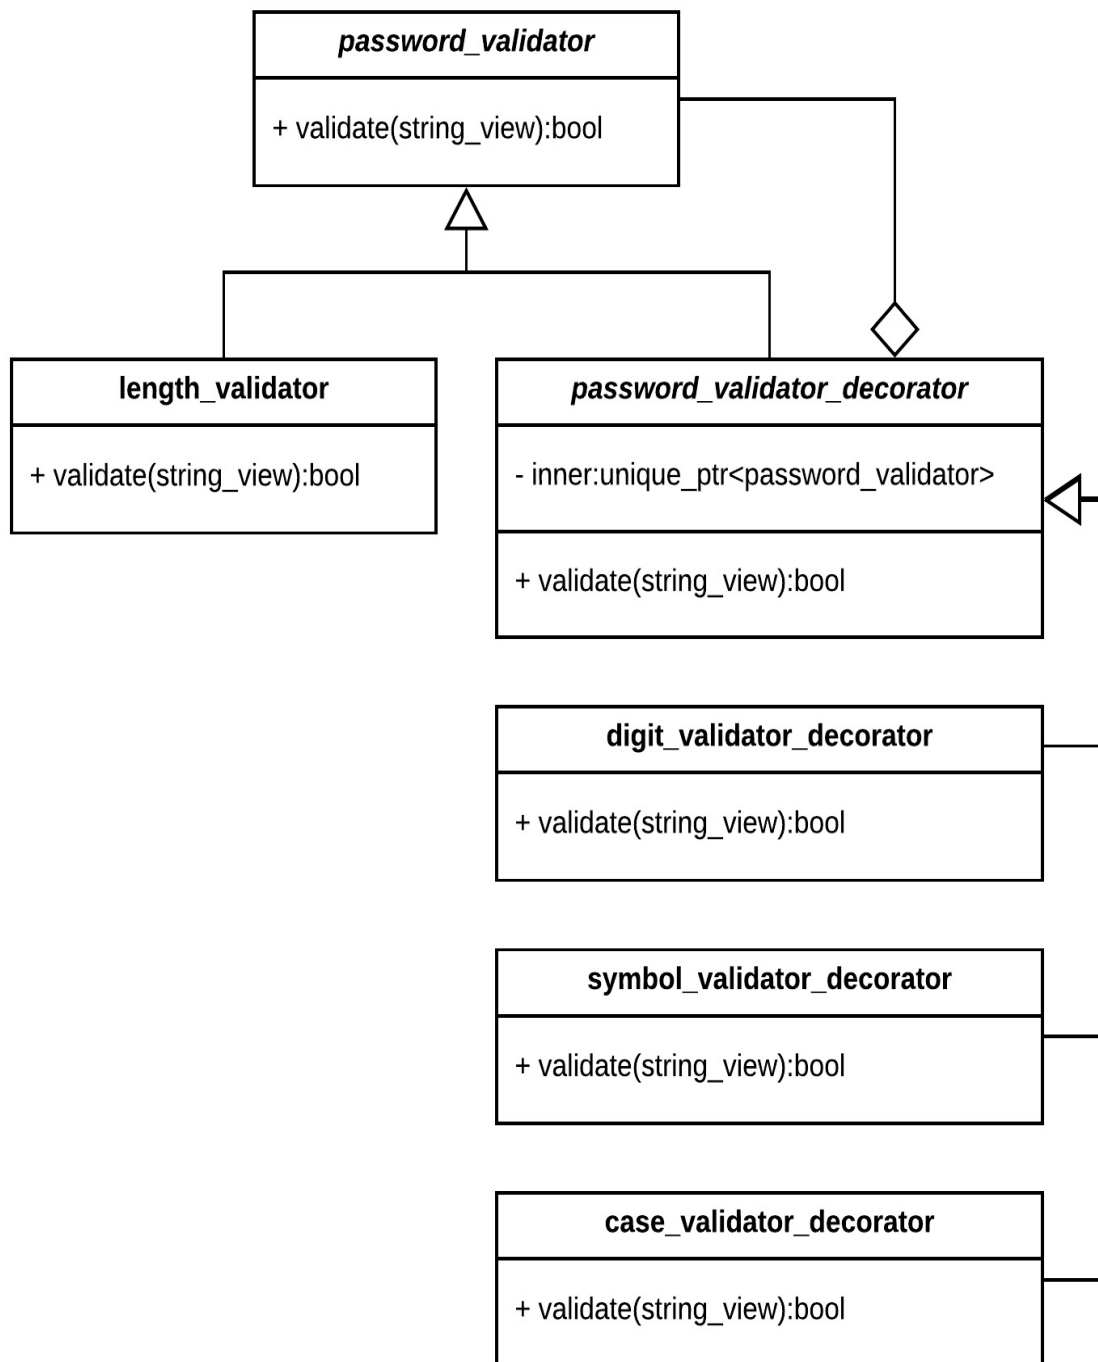 password_validator
+ validate(string_view):bool
length_validator
+ validate(string_view):bool
password_validator_decorator
- inner:unique_ptr<password_validator>
+ validate(string_view):bool
digit_validator_decorator
+ validate(string_view):bool
symbol_validator_decorator
+ validate(string_view):bool
case_validator_decorator
+ validate(string_view):bool